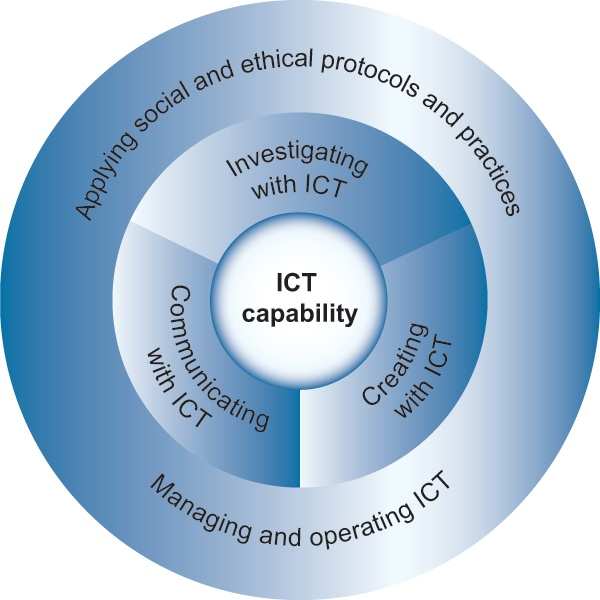 Applying social and ethical protocols and practices
Investigating
with ICT
ICT
capability
Communicating
with ICT
Creating
with ICT
Managing and operating ICT